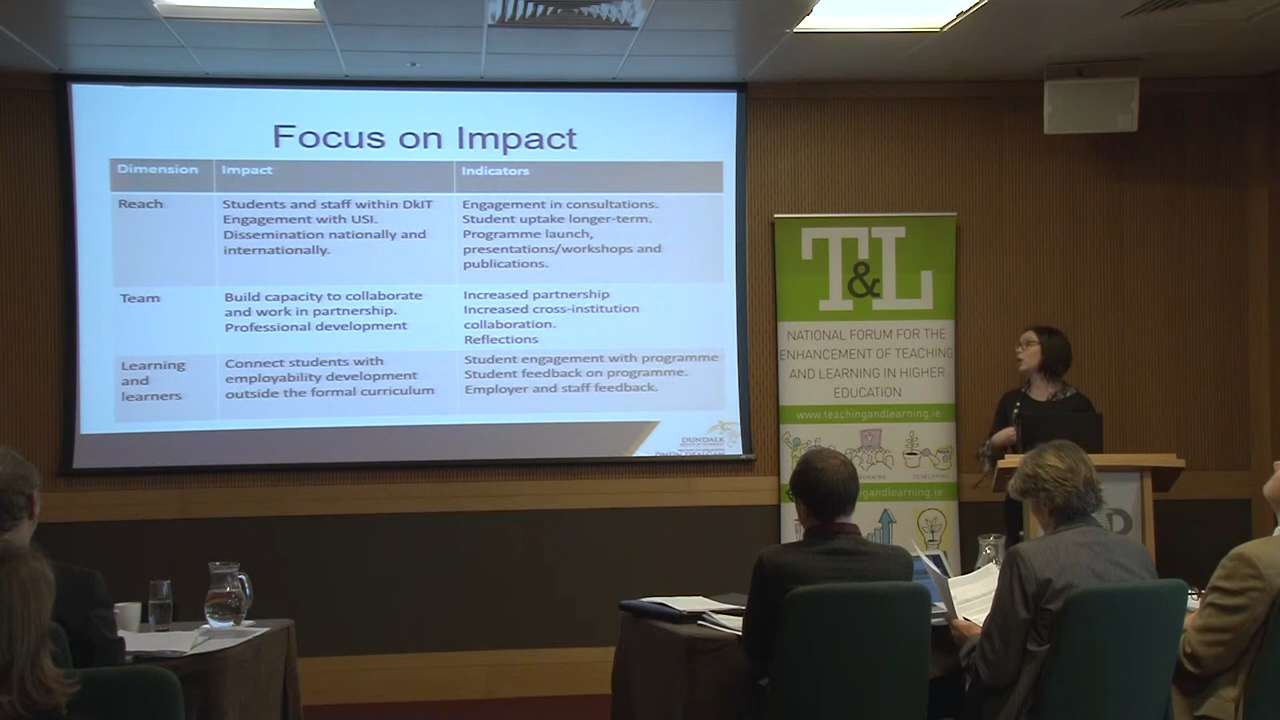 Focus on Impact
Dimension
Impact
Indicators
Reach
Students and staff within DkIT
Engagement with USI.
Dissemination nationally and
internationally.
Engagement in consultations.
Student uptake longer-term.
Programme launch,
presentations/workshops and
publications.
Team
Build capacity to collaborate
and work in partnership.
Professional development
Increased partnership
Increased cross-institution
collaboration.
Reflections
Learning
and
learners
Connect students with
employability development
outside the formal curriculum
Student engagement with programme
Student feedback on programme.
Employer and staff feedback.
DUNDALK
T&L
NATIONAL FORUM FOR THE
ENHANCEMENT OF TEACHING
AND LEARNING IN HIGHER
EDUCATION
www.teachingandlearning.ie
DEVELOPING
ngandlearning.ie